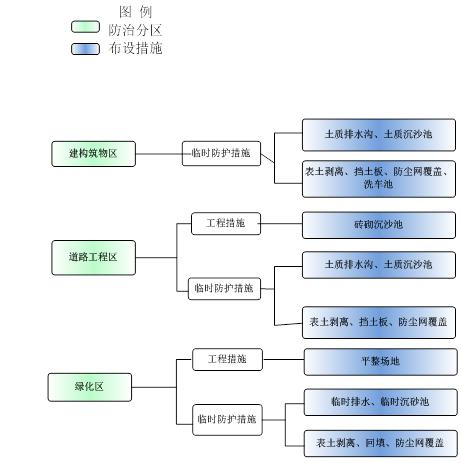 图 例
防治分区
布设措施
建构筑物区
临时防护措施
土质排水沟、土质沉沙池
表土剥离、挡土板、防尘网覆盖、
洗车池
道路工程区
工程措施
砖砌沉沙池
临时防护措施
土质排水沟、土质沉沙池
表土剥离、挡土板、防尘网覆盖
绿化区
工程措施
平整场地
临时防护措施
临时排水、临时沉砂池
表土剥离、回填、防尘网覆盖